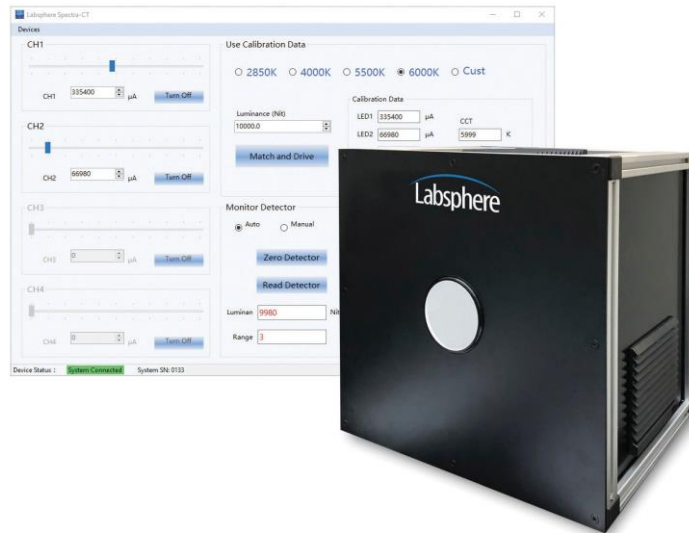 Labsphere Spectra-CT
Devices
CH1
CH1 335400 µA Turn Off
CH2
CH2 66980 µA Turn Off
CH3
CH3 0 µA Turn Off
CH4
CH4 0 µA Turn Off
Use Calibration Data
2850K 4000K 5500K 6000K Cust
Luminance (Nit)
10000.0
Match and Drive
Calibration Data
LED1 335400 µA
LED2 66980 µA
CCT
5999 K
Monitor Detector
Auto Manual
Zero Detector
Read Detector
Luminan 9980 Nit
Range 3
Device Status : System Connected System SN: 0133
Labsphere